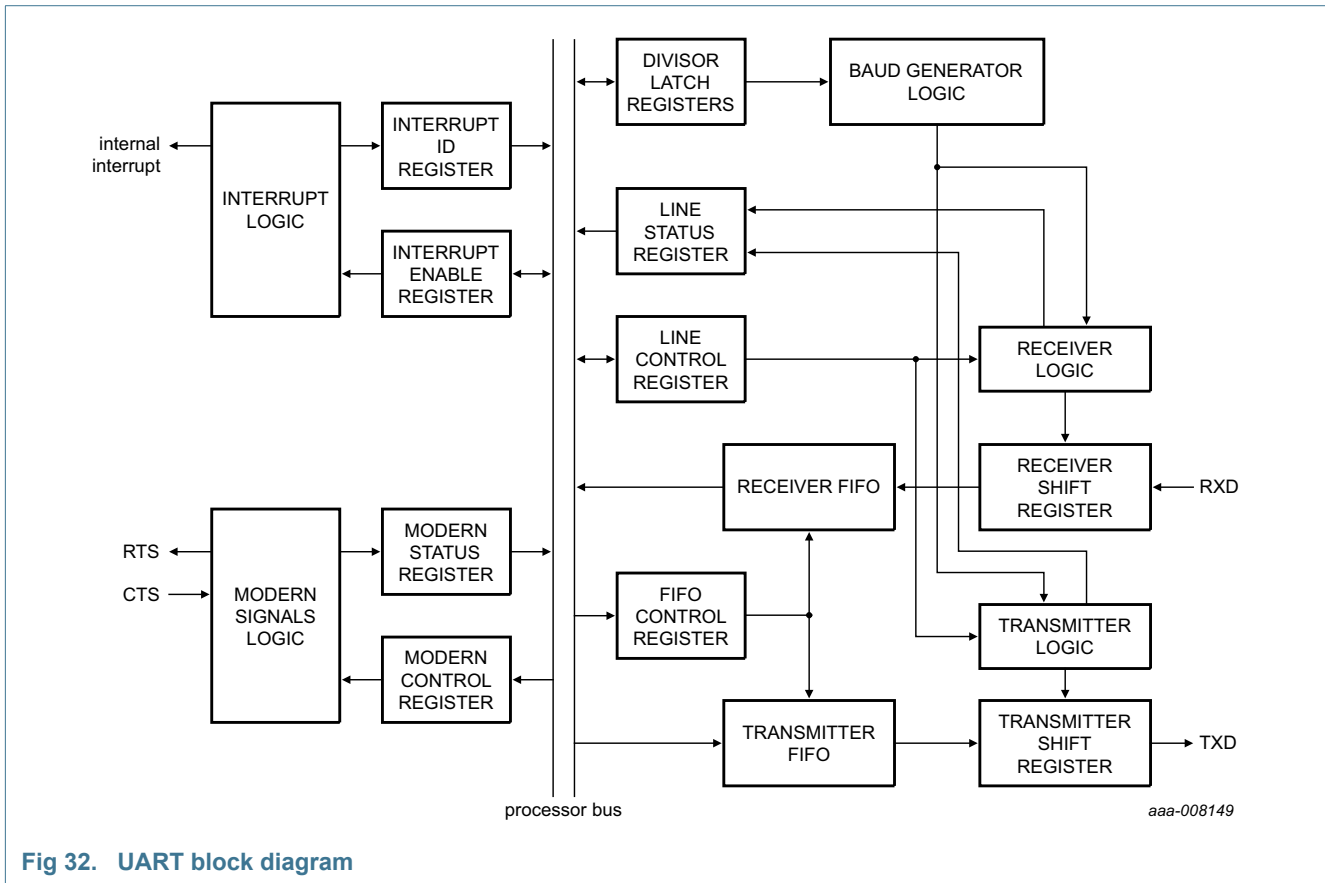 internal
interrupt
INTERRUPT
LOGIC
INTERRUPT
ID
REGISTER
INTERRUPT
ENABLE
REGISTER
RTS
CTS
MODERN
SIGNALS
LOGIC
MODERN
STATUS
REGISTER
MODERN
CONTROL
REGISTER
processor bus
DIVISOR
LATCH
REGISTERS
BAUD GENERATOR
LOGIC
LINE
STATUS
REGISTER
LINE
CONTROL
REGISTER
RECEIVER
LOGIC
RECEIVER FIFO
RECEIVER
SHIFT
REGISTER
RXD
FIFO
CONTROL
REGISTER
TRANSMITTER
LOGIC
TRANSMITTER
FIFO
TRANSMITTER
SHIFT
REGISTER
TXD
aaa-008149
Fig 32. UART block diagram